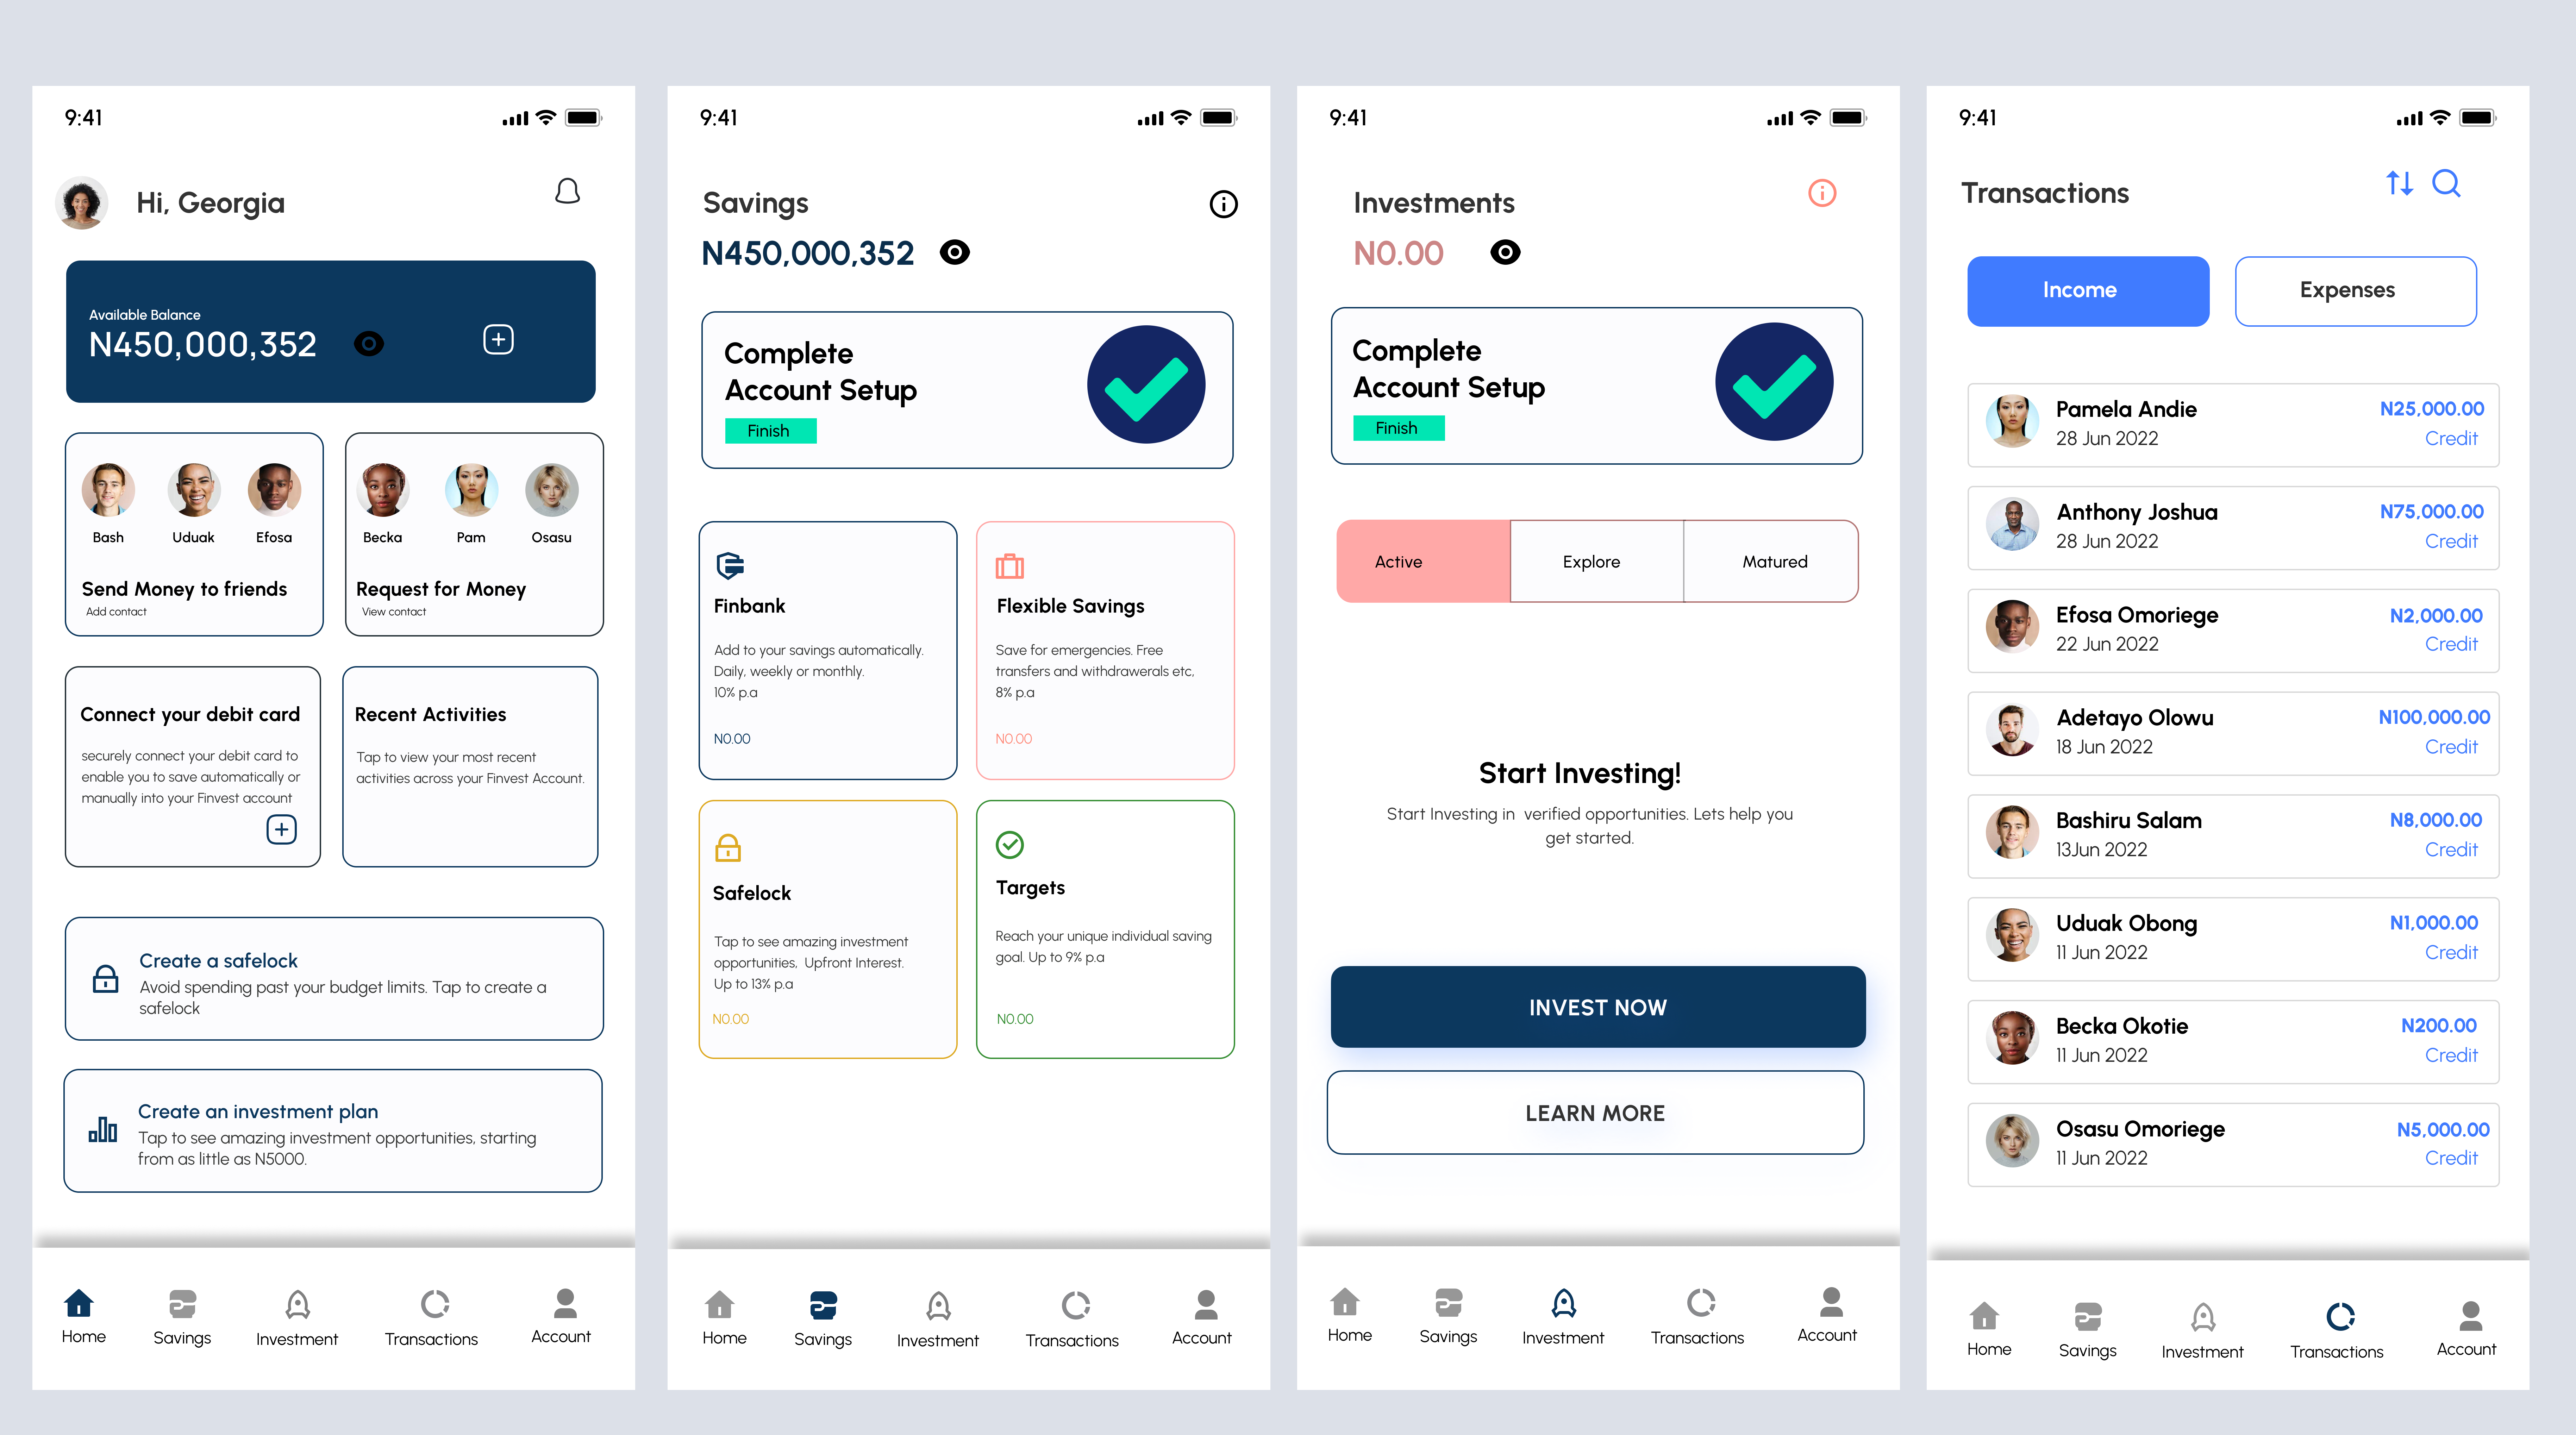 9:41
Hi, Georgia
Available Balance
N450,000,352
Bash Uduak Efosa
Send Money to friends
Add contact
Becka Pam Osasu
Request for Money
View contact
Connect your debit card
securely connect your debit card to
enable you to save automatically or
manually into your Finvest account
Recent Activities
Tap to view your most recent
activities across your Finvest Account.
Create a safelock
Avoid spending past your budget limits. Tap to create a
safelock
Create an investment plan
Tap to see amazing investment opportunities, starting
from as little as N5000.
Home Savings Investment Transactions Account
9:41
Savings
N450,000,352
Complete
Account Setup
Finish
Finbank
Add to your savings automatically.
Daily, weekly or monthly.
10% p.a
N0.00
Flexible Savings
Save for emergencies. Free
transfers and withdrawerals etc,
8% p.a
N0.00
Safelock
Tap to see amazing investment
opportunities,  Upfront Interest.
Up to 13% p.a
N0.00
Targets
Reach your unique individual saving
goal. Up to 9% p.a
N0.00
Home Savings Investment Transactions Account
9:41
Investments
N0.00
Complete
Account Setup
Finish
Active Explore Matured
Start Investing!
Start Investing in  verified opportunities. Lets help you
get started.
INVEST NOW
LEARN MORE
Home Savings Investment Transactions Account
9:41
Transactions
Income Expenses
Pamela Andie N25,000.00
28 Jun 2022 Credit
Anthony Joshua N75,000.00
28 Jun 2022 Credit
Efosa Omoriege N2,000.00
22 Jun 2022 Credit
Adetayo Olowu N100,000.00
18 Jun 2022 Credit
Bashiru Salam N8,000.00
13Jun 2022 Credit
Uduak Obong N1,000.00
11 Jun 2022 Credit
Becka Okotie N200.00
11 Jun 2022 Credit
Osasu Omoriege N5,000.00
11 Jun 2022 Credit
Home Savings Investment Transactions Account